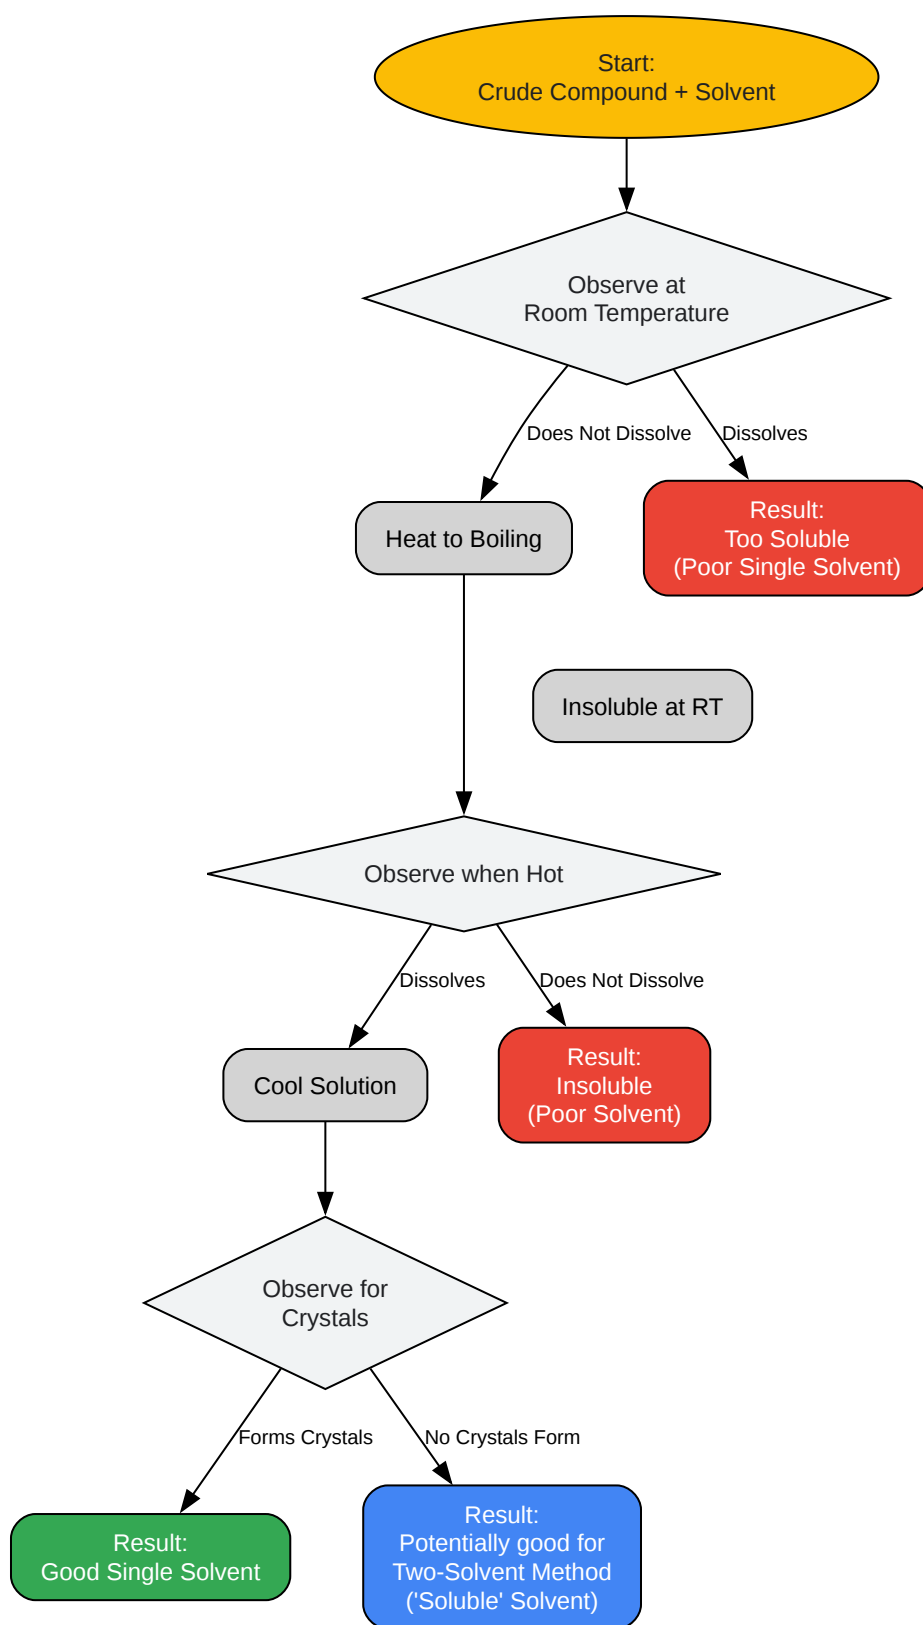 Start:
Crude Compound + Solvent
Observe at
Room Temperature
Does Not Dissolve
Dissolves
Result:
Too Soluble
(Poor Single Solvent)
Heat to Boiling
Insoluble at RT
Observe when Hot
Dissolves
Does Not Dissolve
Result:
Insoluble
(Poor Solvent)
Cool Solution
Observe for
Crystals
Forms Crystals
No Crystals Form
Result:
Good Single Solvent
Result:
Potentially good for
Two-Solvent Method
('Soluble' Solvent)